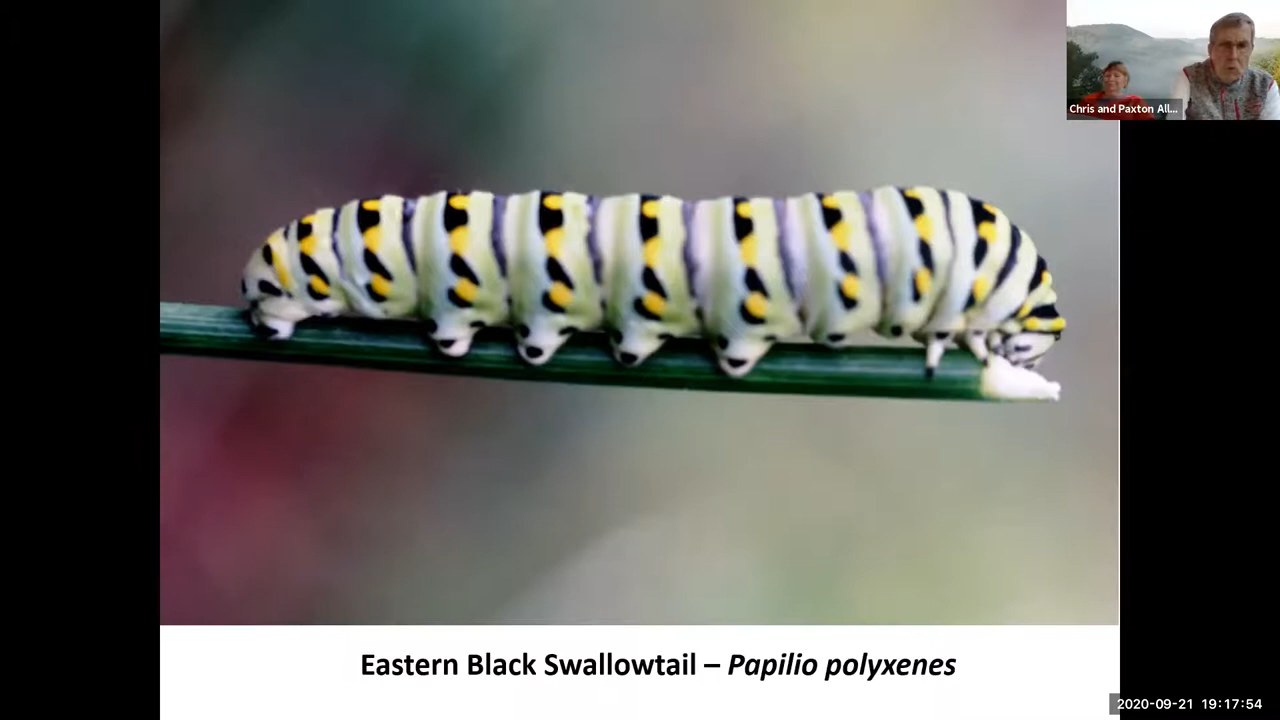 Chris and Paxton All...
Eastern Black Swallowtail – Papilio polyxenes
2020-09-21 19:17:54